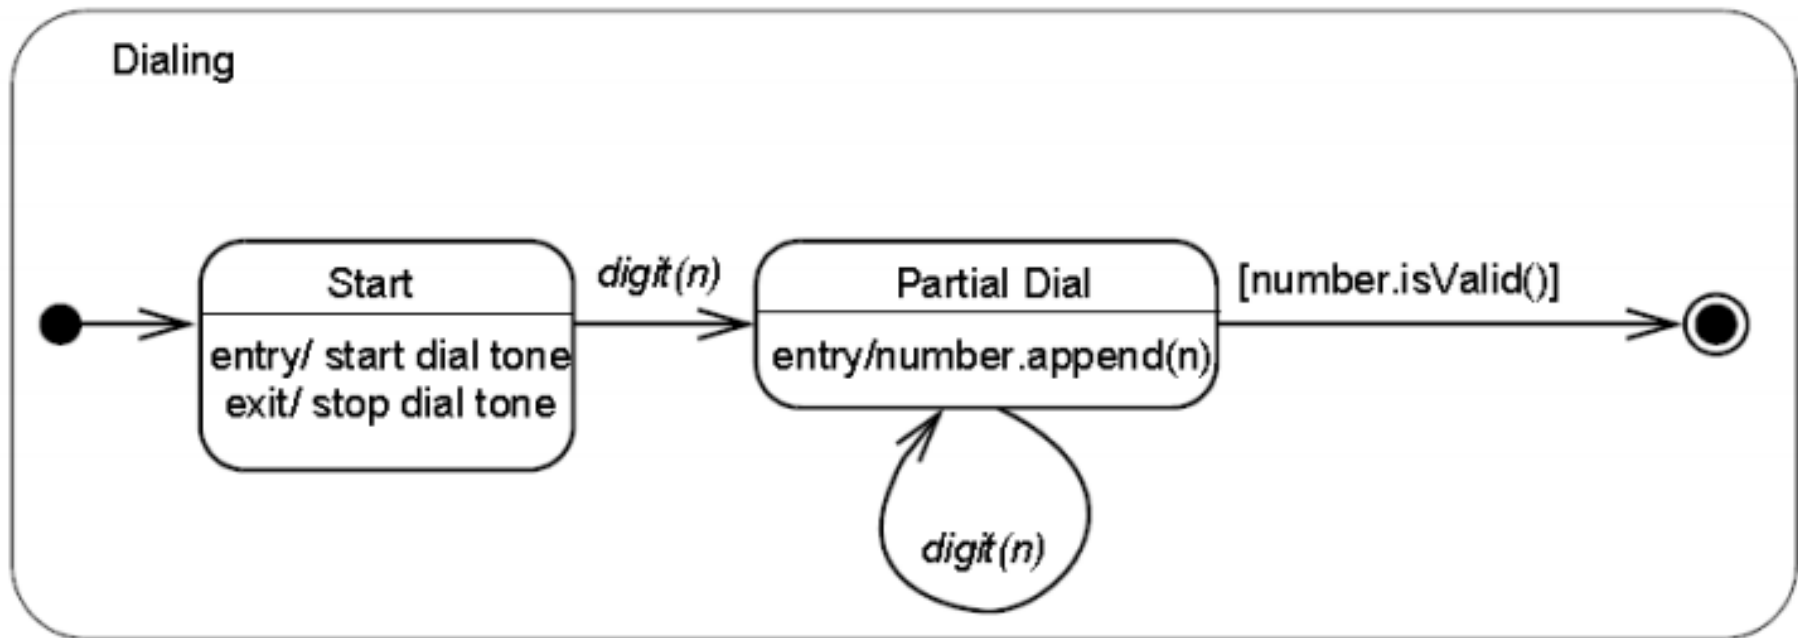 Dialing
Start
entry/ start dial tone
exit/ stop dial tone
digit(n)
Partial Dial
entry/number.append(n)
digit(n)
[number.isValid()]